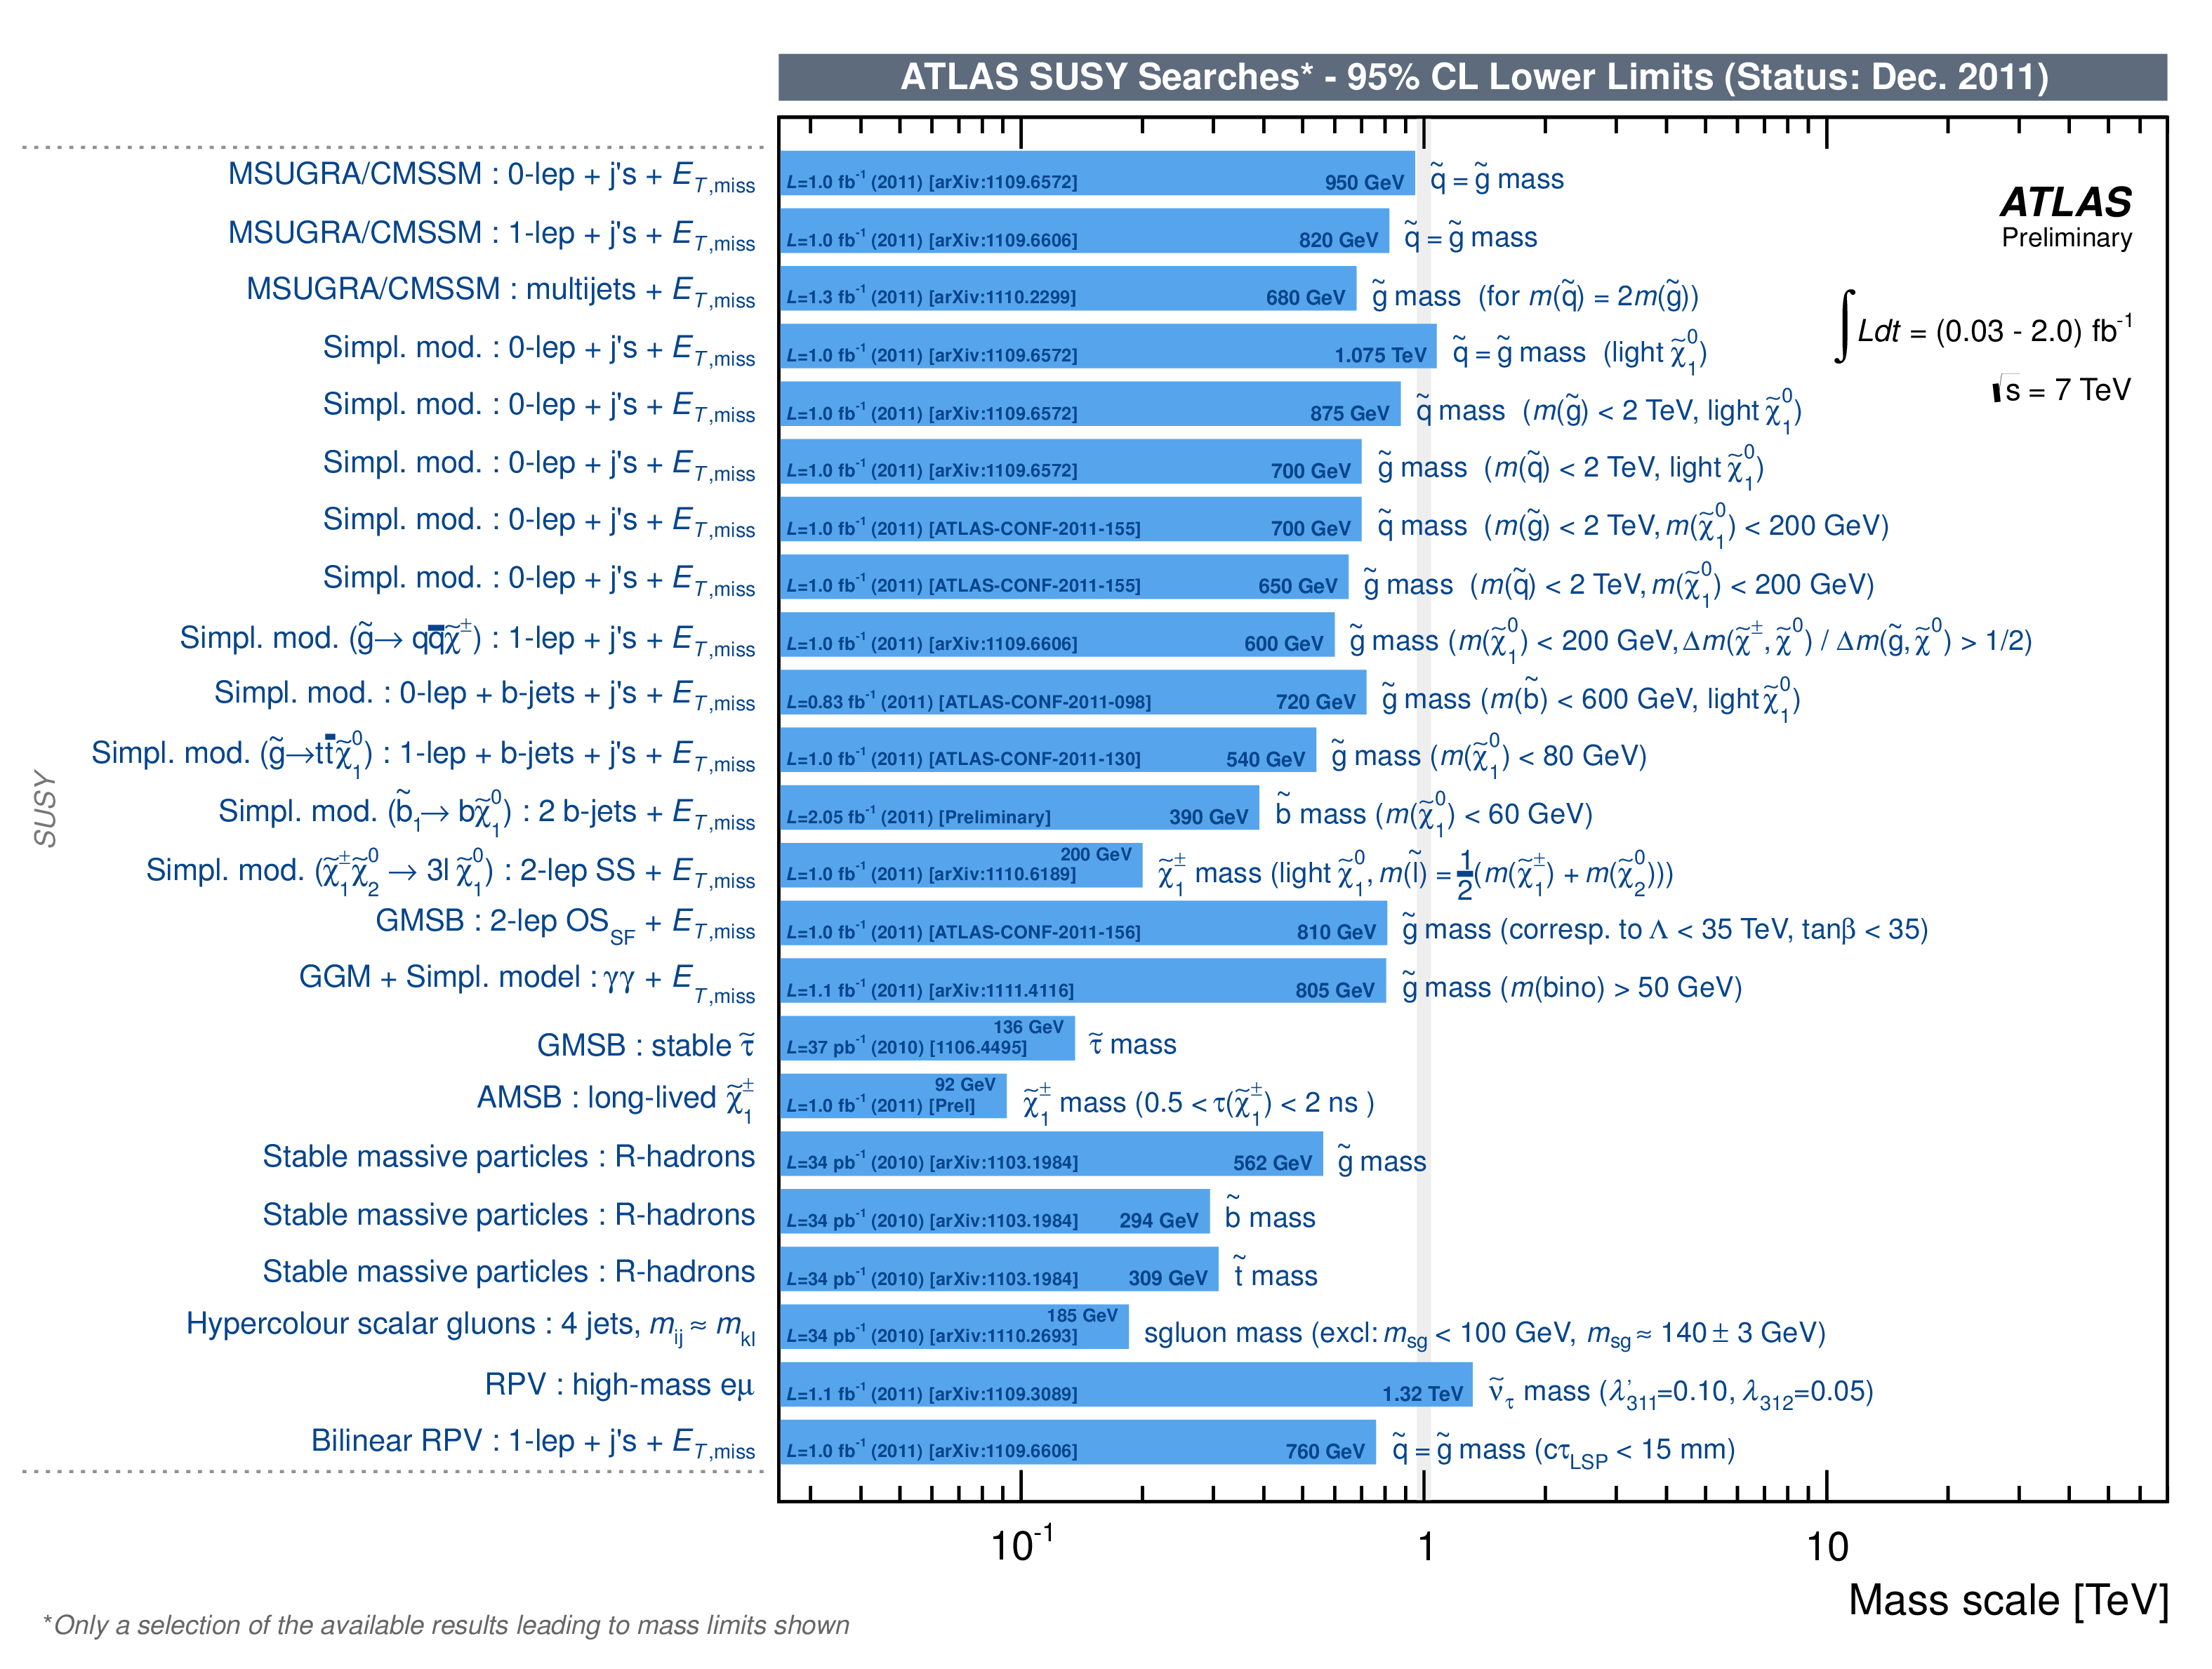 ATLAS SUSY Searches* - 95% CL Lower Limits (Status: Dec. 2011)
MSUGRA/CMSSM : 0-lep + j's + E_T,miss L=1.0 fb⁻¹ (2011) [arXiv:1109.6572] 950 GeV q̃ = g̃ mass
MSUGRA/CMSSM : 1-lep + j's + E_T,miss L=1.0 fb⁻¹ (2011) [arXiv:1109.6606] 820 GeV q̃ = g̃ mass
MSUGRA/CMSSM : multijets + E_T,miss L=1.3 fb⁻¹ (2011) [arXiv:1110.2299] 680 GeV g̃ mass (for m(q̃) = 2m(g̃))
Simpl. mod. : 0-lep + j's + E_T,miss L=1.0 fb⁻¹ (2011) [arXiv:1109.6572] 1.075 TeV q̃ = g̃ mass (light χ̃₁⁰)
Simpl. mod. : 0-lep + j's + E_T,miss L=1.0 fb⁻¹ (2011) [arXiv:1109.6572] 875 GeV q̃ mass (m(g̃) < 2 TeV, light χ̃₁⁰)
Simpl. mod. : 0-lep + j's + E_T,miss L=1.0 fb⁻¹ (2011) [arXiv:1109.6572] 700 GeV g̃ mass (m(q̃) < 2 TeV, light χ̃₁⁰)
Simpl. mod. : 0-lep + j's + E_T,miss L=1.0 fb⁻¹ (2011) [ATLAS-CONF-2011-155] 700 GeV q̃ mass (m(g̃) < 2 TeV, m(χ̃₁⁰) < 200 GeV)
Simpl. mod. : 0-lep + j's + E_T,miss L=1.0 fb⁻¹ (2011) [ATLAS-CONF-2011-155] 650 GeV g̃ mass (m(q̃) < 2 TeV, m(χ̃₁⁰) < 200 GeV)
Simpl. mod. (g̃→ qq̄χ̃±) : 1-lep + j's + E_T,miss L=1.0 fb⁻¹ (2011) [arXiv:1109.6606] 600 GeV g̃ mass (m(χ̃₁⁰) < 200 GeV, Δm(χ̃±, χ̃⁰) / Δm(g̃, χ̃⁰) > 1/2)
Simpl. mod. : 0-lep + b-jets + j's + E_T,miss L=0.83 fb⁻¹ (2011) [ATLAS-CONF-2011-098] 720 GeV g̃ mass (m(b̃) < 600 GeV, light χ̃₁⁰)
Simpl. mod. (g̃→tt̄χ̃₁⁰) : 1-lep + b-jets + j's + E_T,miss L=1.0 fb⁻¹ (2011) [ATLAS-CONF-2011-130] 540 GeV g̃ mass (m(χ̃₁⁰) < 80 GeV)
Simpl. mod. (b̃₁→ bχ̃₁⁰) : 2 b-jets + E_T,miss L=2.05 fb⁻¹ (2011) [Preliminary] 390 GeV b̃ mass (m(χ̃₁⁰) < 60 GeV)
Simpl. mod. (χ̃₁±χ̃₂⁰ → 3l χ̃₁⁰) : 2-lep SS + E_T,miss L=1.0 fb⁻¹ (2011) [arXiv:1110.6189] 200 GeV χ̃₁± mass (light χ̃₁⁰, m(l̃) = 1/2(m(χ̃₁±) + m(χ̃₂⁰)))
GMSB : 2-lep OS_SF + E_T,miss L=1.0 fb⁻¹ (2011) [ATLAS-CONF-2011-156] 810 GeV g̃ mass (corresp. to Λ < 35 TeV, tanβ < 35)
GGM + Simpl. model : γγ + E_T,miss L=1.1 fb⁻¹ (2011) [arXiv:1111.4116] 805 GeV g̃ mass (m(bino) > 50 GeV)
GMSB : stable τ̃ L=37 pb⁻¹ (2010) [1106.4495] 136 GeV τ̃ mass
AMSB : long-lived χ̃₁± L=1.0 fb⁻¹ (2011) [Prel] 92 GeV χ̃₁± mass (0.5 < τ(χ̃₁±) < 2 ns )
Stable massive particles : R-hadrons L=34 pb⁻¹ (2010) [arXiv:1103.1984] 562 GeV g̃ mass
Stable massive particles : R-hadrons L=34 pb⁻¹ (2010) [arXiv:1103.1984] 294 GeV b̃ mass
Stable massive particles : R-hadrons L=34 pb⁻¹ (2010) [arXiv:1103.1984] 309 GeV t̃ mass
Hypercolour scalar gluons : 4 jets, m_ij ≈ m_kl L=34 pb⁻¹ (2010) [arXiv:1110.2693] 185 GeV sgluon mass (excl: m_sg < 100 GeV, m_sg ≈ 140 ± 3 GeV)
RPV : high-mass eμ L=1.1 fb⁻¹ (2011) [arXiv:1109.3089] 1.32 TeV ν̃_τ mass (λ'₃₁₁=0.10, λ₃₁₂=0.05)
Bilinear RPV : 1-lep + j's + E_T,miss L=1.0 fb⁻¹ (2011) [arXiv:1109.6606] 760 GeV q̃ = g̃ mass (cτ_LSP < 15 mm)
ATLAS
Preliminary
∫Ldt = (0.03 - 2.0) fb⁻¹
√s = 7 TeV
SUSY
10⁻¹ 1 10
Mass scale [TeV]
*Only a selection of the available results leading to mass limits shown